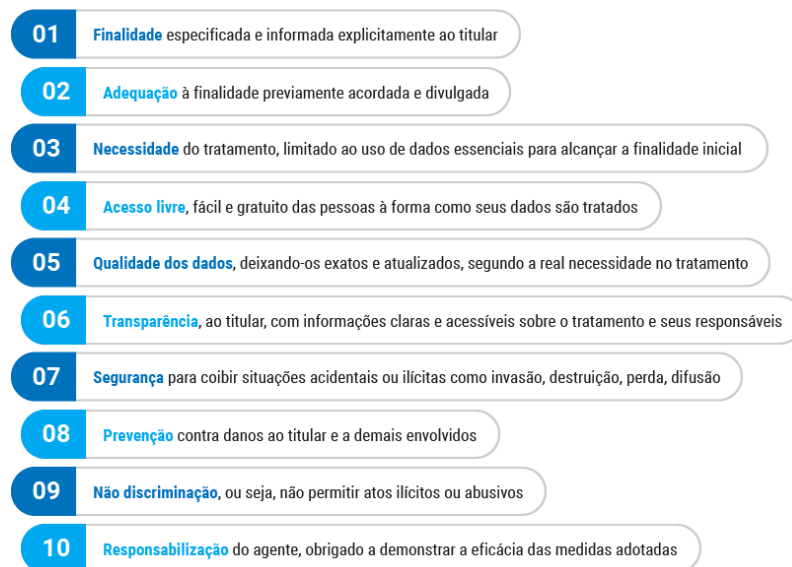 01 Finalidade especificada e informada explicitamente ao titular
02 Adequação à finalidade previamente acordada e divulgada
03 Necessidade do tratamento, limitado ao uso de dados essenciais para alcançar a finalidade inicial
04 Acesso livre, fácil e gratuito das pessoas à forma como seus dados são tratados
05 Qualidade dos dados, deixando-os exatos e atualizados, segundo a real necessidade no tratamento
06 Transparência, ao titular, com informações claras e acessíveis sobre o tratamento e seus responsáveis
07 Segurança para coibir situações acidentais ou ilícitas como invasão, destruição, perda, difusão
08 Prevenção contra danos ao titular e a demais envolvidos
09 Não discriminação, ou seja, não permitir atos ilícitos ou abusivos
10 Responsabilização do agente, obrigado a demonstrar a eficácia das medidas adotadas